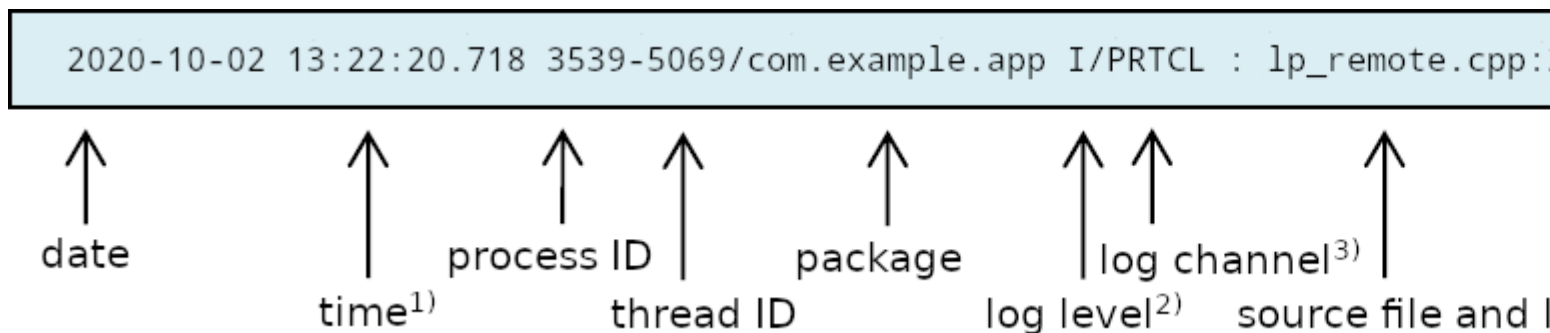 2020-10-02 13:22:20.718 3539-5069/com.example.app I/PRTCL : lp_remote.cpp:
date
process ID
package
log channel³⁾
time¹⁾
thread ID
log level²⁾
source file and